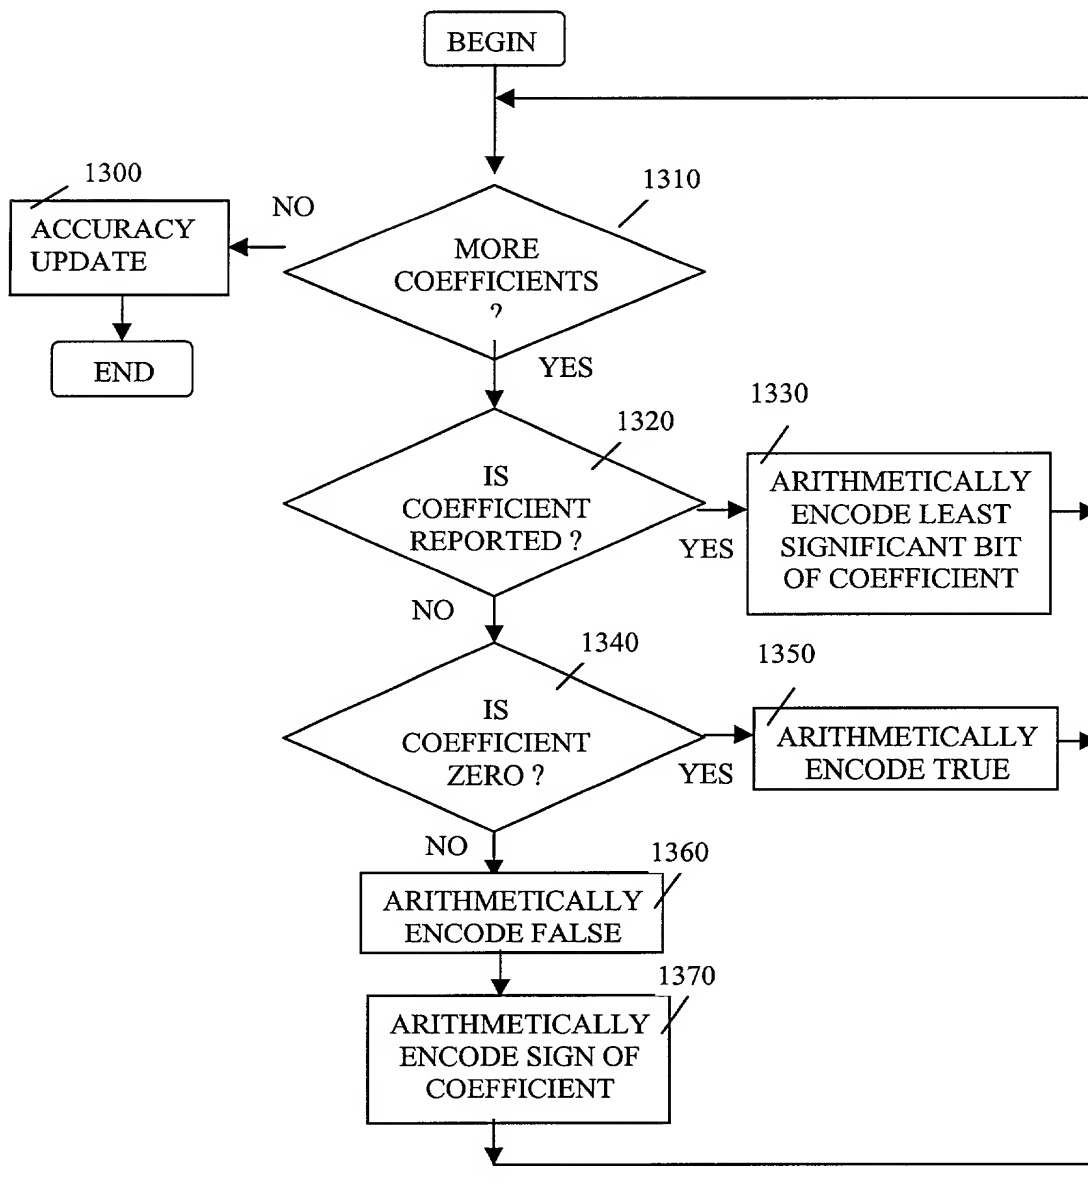 BEGIN
1300
1310
NO
ACCURACY
UPDATE
MORE
COEFFICIENTS
?
END
YES
1330
1320
IS
COEFFICIENT
REPORTED ?
YES
ARITHMETICALLY
ENCODE LEAST
SIGNIFICANT BIT
OF COEFFICIENT
NO
1340
1350
IS
COEFFICIENT
ZERO ?
YES
ARITHMETICALLY
ENCODE TRUE
NO
1360
ARITHMETICALLY
ENCODE FALSE
1370
ARITHMETICALLY
ENCODE SIGN OF
COEFFICIENT